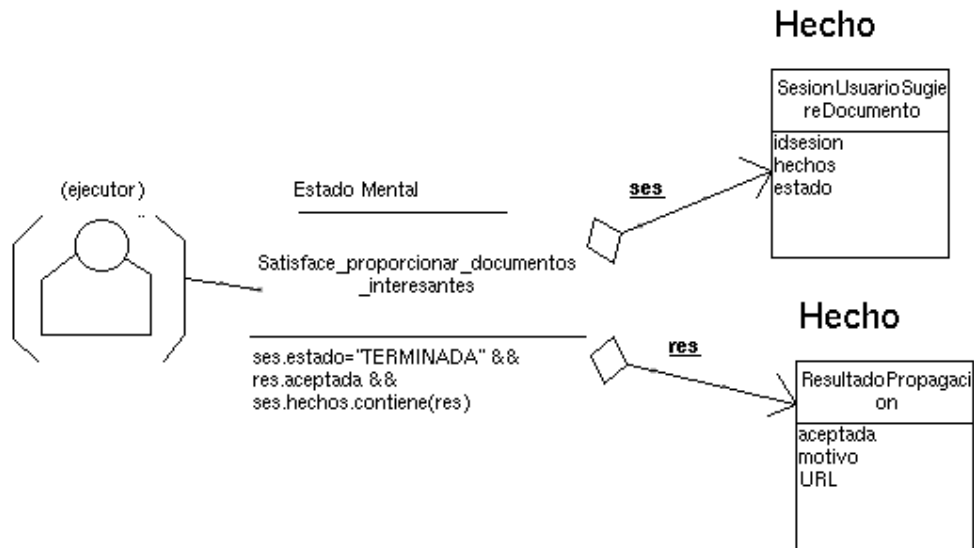 Hecho
SesionUsuarioSugie
reDocumento
idsesion
hechos
estado
(ejecutor)
Estado Mental
ses
Satisface_proporcionar_documentos
_interesantes
Hecho
ses.estado="TERMINADA" &&
res.aceptada &&
ses.hechos.contiene(res)
res
ResultadoPropagaci
on
aceptada
motivo
URL